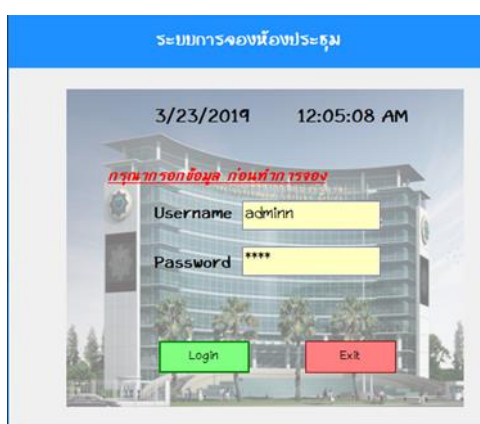 ระบบการจองห้องประชุม
3/23/2019 12:05:08 AM
กรุณากรอกข้อมูล ก่อนทำการจอง
Username adminn
Password ****
Login Exit